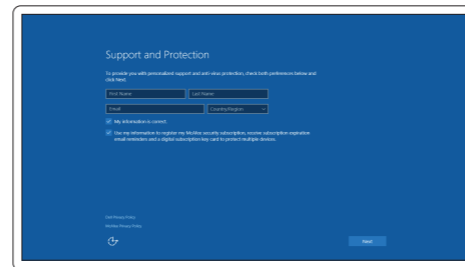 Support and Protection
To provide you with personalized support and anti-virus protection, check both preferences below and
click Next.
First Name
Last Name
Email
Country/Region
My information is correct.
Use my information to register my McAfee security subscription, receive subscription expiration
email reminders and a digital subscription key card to protect multiple devices.
Dell Privacy Policy
McAfee Privacy Policy
Next